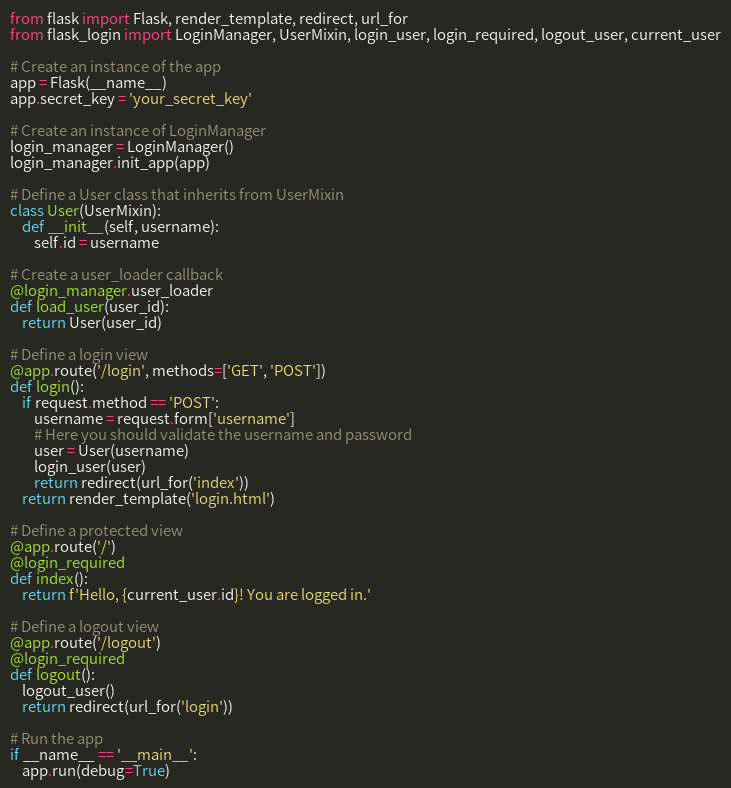 from flask import Flask, render_template, redirect, url_for
from flask_login import LoginManager, UserMixin, login_user, login_required, logout_user, current_user

# Create an instance of the app
app = Flask(__name__)
app.secret_key = 'your_secret_key'

# Create an instance of LoginManager
login_manager = LoginManager()
login_manager.init_app(app)

# Define a User class that inherits from UserMixin
class User(UserMixin):
    def __init__(self, username):
        self.id = username

# Create a user_loader callback
@login_manager.user_loader
def load_user(user_id):
    return User(user_id)

# Define a login view
@app.route('/login', methods=['GET', 'POST'])
def login():
    if request.method == 'POST':
        username = request.form['username']
        # Here you should validate the username and password
        user = User(username)
        login_user(user)
        return redirect(url_for('index'))
    return render_template('login.html')

# Define a protected view
@app.route('/')
@login_required
def index():
    return f'Hello, {current_user.id}! You are logged in.'

# Define a logout view
@app.route('/logout')
@login_required
def logout():
    logout_user()
    return redirect(url_for('login'))

# Run the app
if __name__ == '__main__':
    app.run(debug=True)